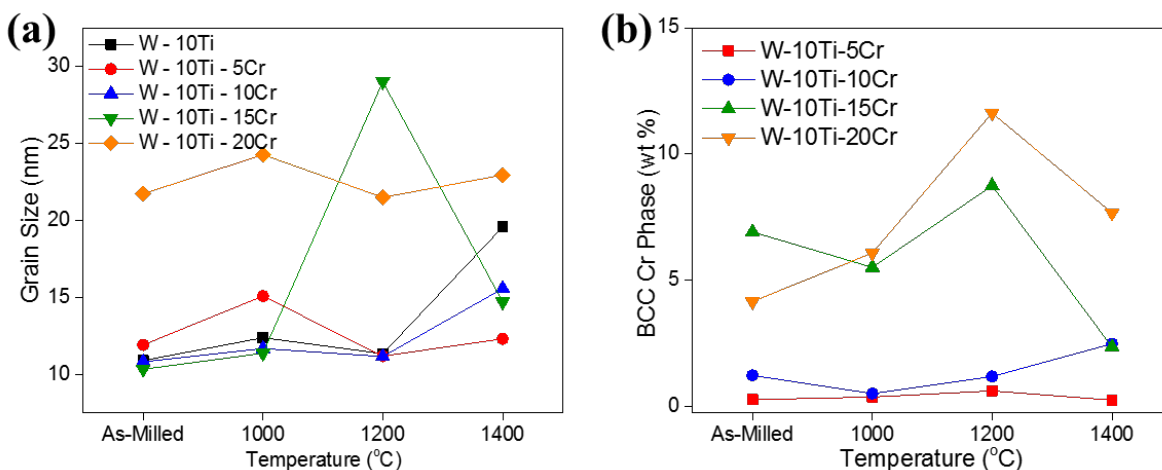 (a)
W - 10Ti
W - 10Ti - 5Cr
W - 10Ti - 10Cr
W - 10Ti - 15Cr
W - 10Ti - 20Cr
Grain Size (nm)
30
25
20
15
10
As-Milled 1000 1200 1400
Temperature (°C)
(b)
W-10Ti-5Cr
W-10Ti-10Cr
W-10Ti-15Cr
W-10Ti-20Cr
BCC Cr Phase (wt %)
15
10
5
0
As-Milled 1000 1200 1400
Temperature (°C)